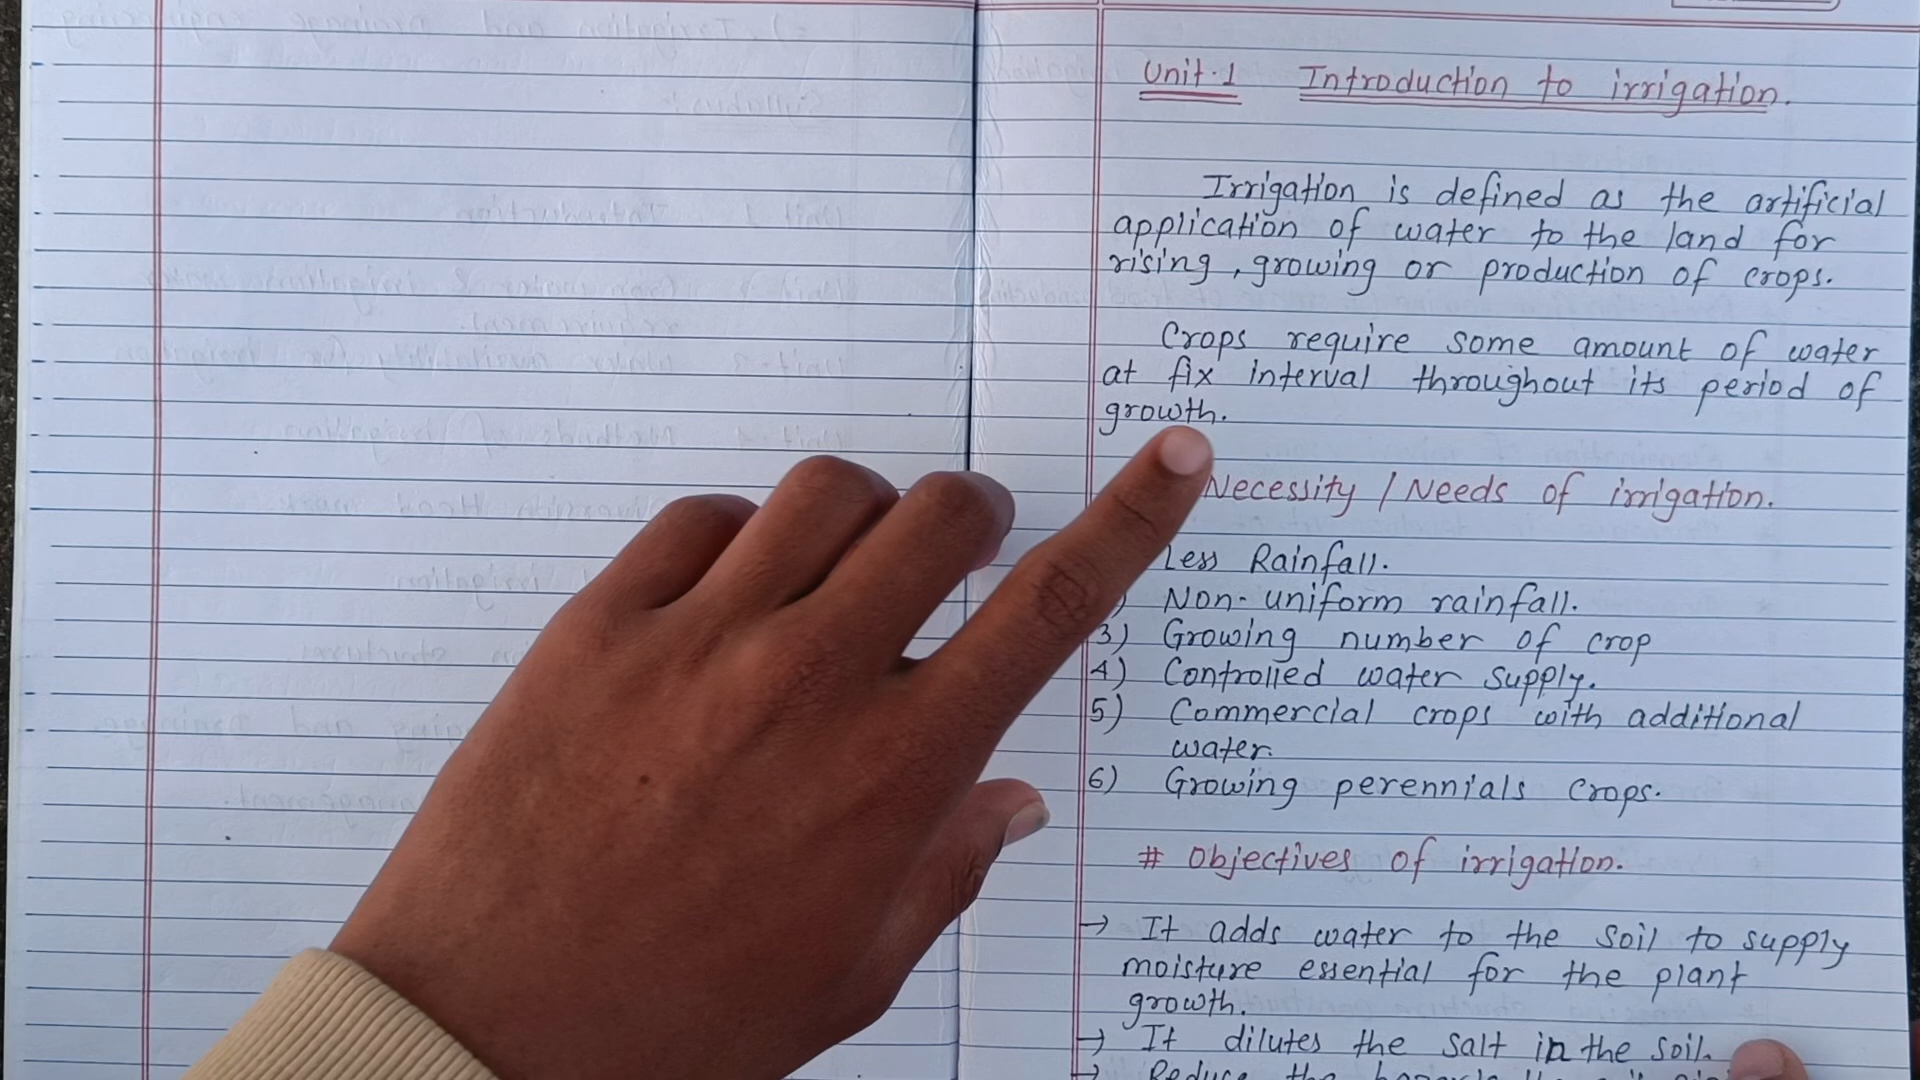 Unit-1 Introduction to irrigation.
Irrigation is defined as the artificial
application of water to the land for
rising, growing or production of crops.
Crops require some amount of water
at fix interval throughout its period of
growth.
Necessity / Needs of irrigation.
Less Rainfall.
) Non-uniform rainfall.
3) Growing number of crop
4) Controlled water supply.
5) Commercial crops with additional
water.
6) Growing perennials crops.
# Objectives of irrigation.
→ It adds water to the soil to supply
moisture essential for the plant
growth.
→ It dilutes the salt in the soil.
→ Reduce the